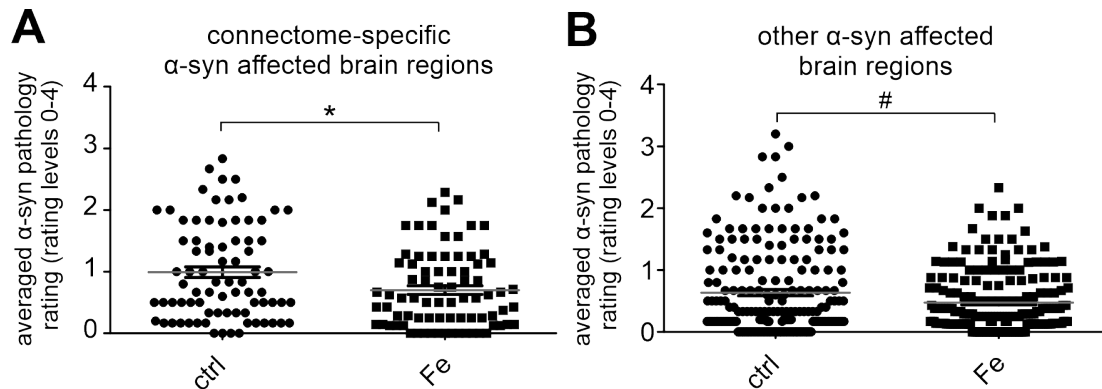 A
connectome-specific
α-syn affected brain regions
averaged α-syn pathology
rating (rating levels 0-4)
4
3
2
1
0
*
ctrl
Fe
B
other α-syn affected
brain regions
averaged α-syn pathology
rating (rating levels 0-4)
4
3
2
1
0
#
ctrl
Fe